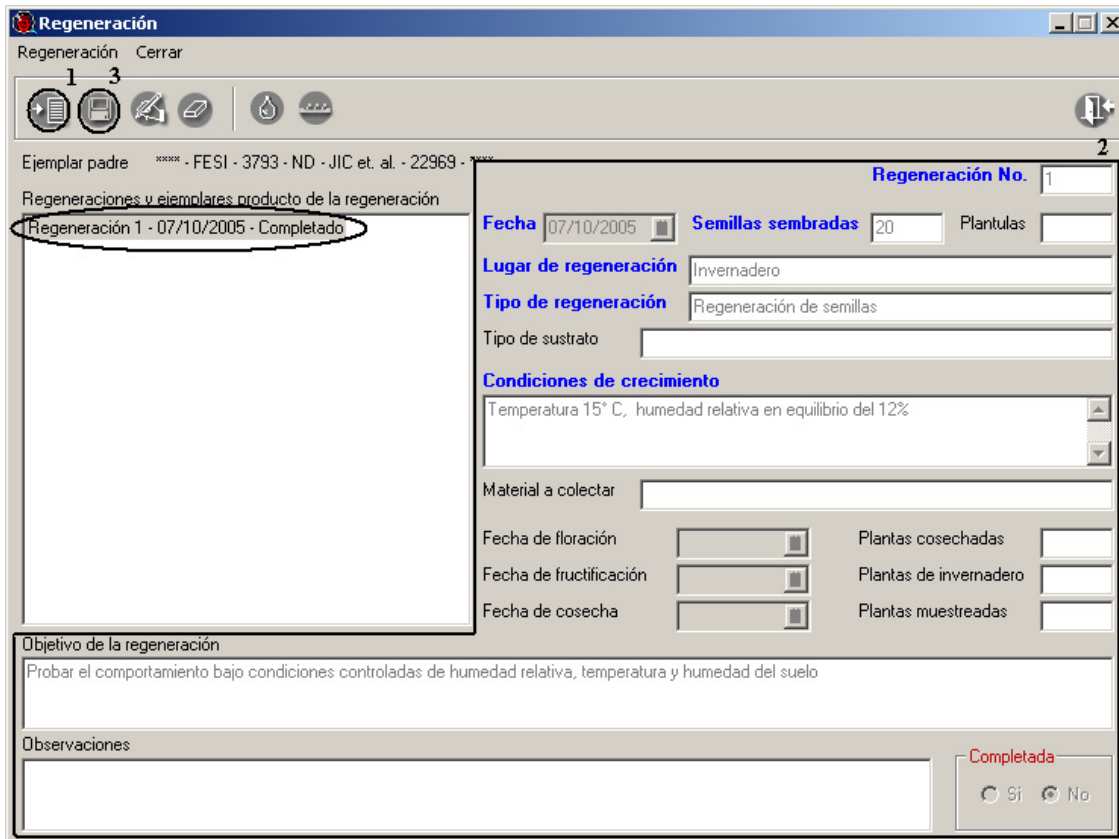 Regeneración
Regeneración Cerrar
1 3
2
Ejemplar padre **** - FESI - 3793 - ND - JIC et. al. - 22969 - ****
Regeneración No. 1
Regeneraciones y ejemplares producto de la regeneración
Regeneración 1 - 07/10/2005 - Completado
Fecha 07/10/2005 Semillas sembradas 20 Plantulas
Lugar de regeneración Invernadero
Tipo de regeneración Regeneración de semillas
Tipo de sustrato
Condiciones de crecimiento
Temperatura 15° C, humedad relativa en equilibrio del 12%
Material a colectar
Fecha de floración Plantas cosechadas
Fecha de fructificación Plantas de invernadero
Fecha de cosecha Plantas muestreadas
Objetivo de la regeneración
Probar el comportamiento bajo condiciones controladas de humedad relativa, temperatura y humedad del suelo
Observaciones
Completada
Si No